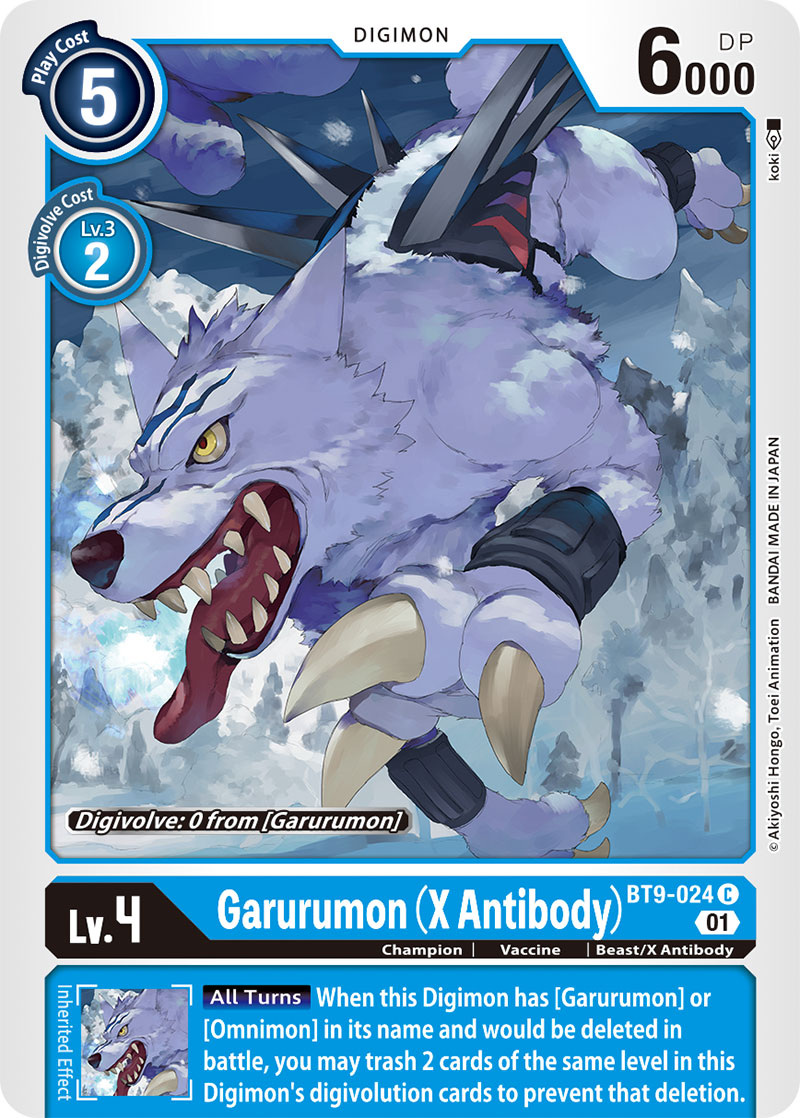 DIGIMON
Play Cost
5
6000
DP
Digivolve Cost
Lv.3
2
koki
© Akiyoshi Hongo, Toei Animation BANDAI MADE IN JAPAN
Digivolve: 0 from [Garurumon]
Lv.4
Garurumon (X Antibody)
BT9-024 C
01
Champion | Vaccine | Beast/X Antibody
Inherited Effect
All Turns When this Digimon has [Garurumon] or
[Omnimon] in its name and would be deleted in
battle, you may trash 2 cards of the same level in this
Digimon's digivolution cards to prevent that deletion.